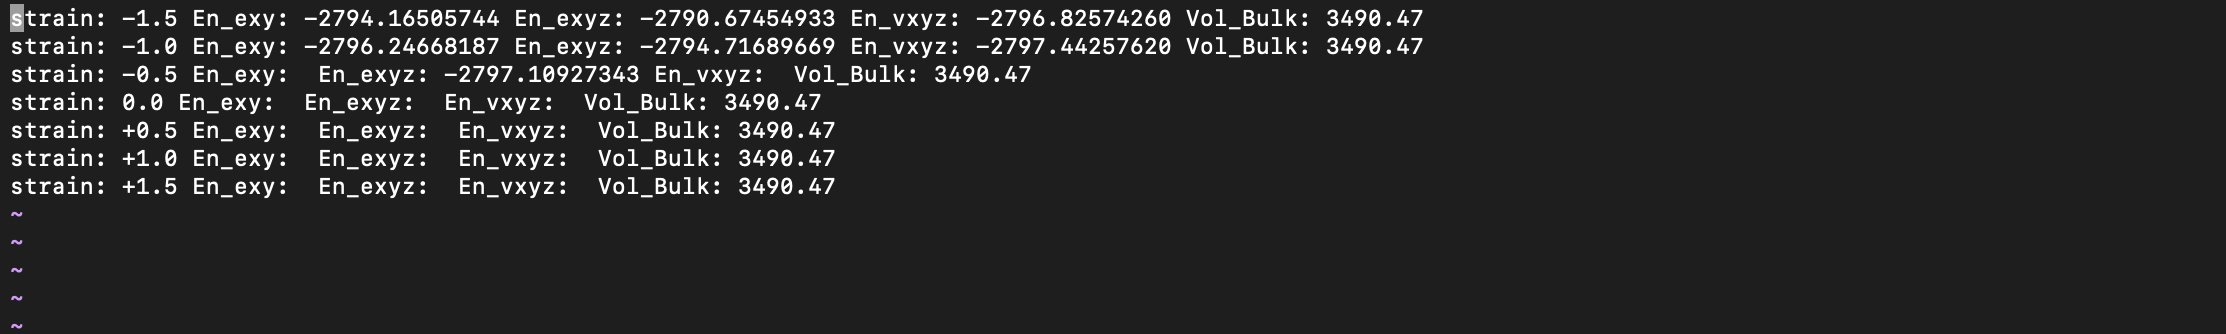 strain: -1.5 En_exy: -2794.16505744 En_exyz: -2790.67454933 En_vxyz: -2796.82574260 Vol_Bulk: 3490.47
strain: -1.0 En_exy: -2796.24668187 En_exyz: -2794.71689669 En_vxyz: -2797.44257620 Vol_Bulk: 3490.47
strain: -0.5 En_exy:  En_exyz: -2797.10927343 En_vxyz:  Vol_Bulk: 3490.47
strain: 0.0 En_exy:  En_exyz:  En_vxyz:  Vol_Bulk: 3490.47
strain: +0.5 En_exy:  En_exyz:  En_vxyz:  Vol_Bulk: 3490.47
strain: +1.0 En_exy:  En_exyz:  En_vxyz:  Vol_Bulk: 3490.47
strain: +1.5 En_exy:  En_exyz:  En_vxyz:  Vol_Bulk: 3490.47
~
~
~
~
~